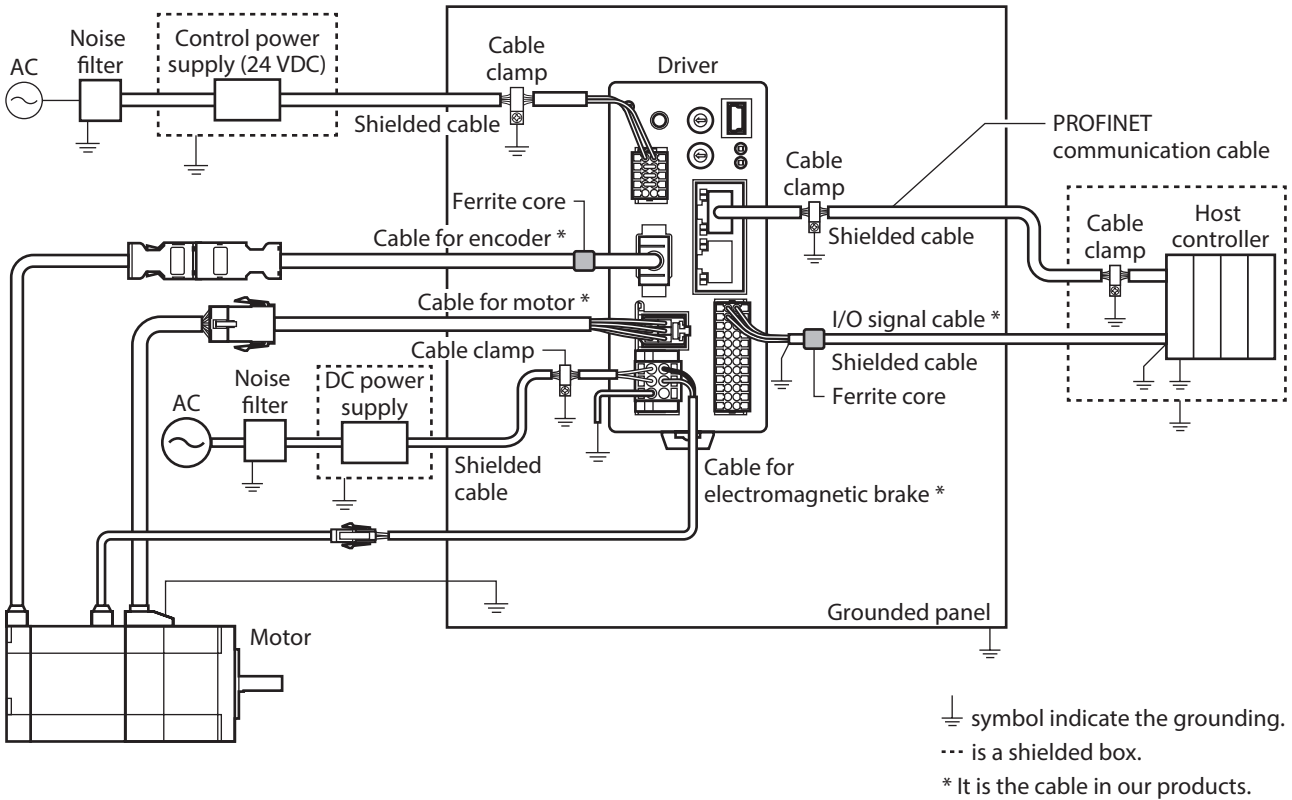 AC
Noise
filter
Control power
supply (24 VDC)
Cable
clamp
Shielded cable
Driver
PROFINET
communication cable
Cable
clamp
Shielded cable
Cable
clamp
Host
controller
Ferrite core
Cable for encoder *
Cable for motor *
I/O signal cable *
Shielded cable
Ferrite core
Cable clamp
AC
Noise
filter
DC power
supply
Shielded
cable
Cable for
electromagnetic brake *
Grounded panel
Motor
symbol indicate the grounding.
--- is a shielded box.
* It is the cable in our products.